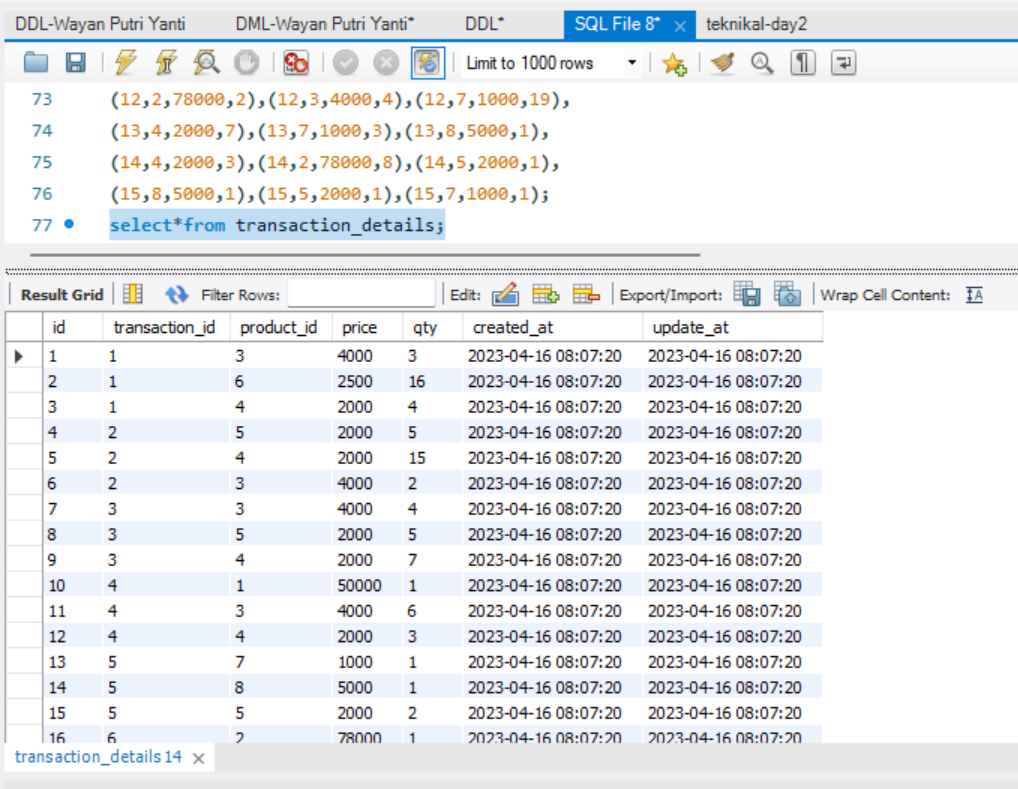 DDL-Wayan Putri Yanti DML-Wayan Putri Yanti* DDL* SQL File 8* × teknikal-day2
Limit to 1000 rows
73 (12,2,78000,2),(12,3,4000,4),(12,7,1000,19),
74 (13,4,2000,7),(13,7,1000,3),(13,8,5000,1),
75 (14,4,2000,3),(14,2,78000,8),(14,5,2000,1),
76 (15,8,5000,1),(15,5,2000,1),(15,7,1000,1);
77 select*from transaction_details;
Result Grid Filter Rows: Edit: Export/Import: Wrap Cell Content: IA
id transaction_id product_id price qty created_at update_at
1 1 3 4000 3 2023-04-16 08:07:20 2023-04-16 08:07:20
2 1 6 2500 16 2023-04-16 08:07:20 2023-04-16 08:07:20
3 1 4 2000 4 2023-04-16 08:07:20 2023-04-16 08:07:20
4 2 5 2000 5 2023-04-16 08:07:20 2023-04-16 08:07:20
5 2 4 2000 15 2023-04-16 08:07:20 2023-04-16 08:07:20
6 2 3 4000 2 2023-04-16 08:07:20 2023-04-16 08:07:20
7 3 3 4000 4 2023-04-16 08:07:20 2023-04-16 08:07:20
8 3 5 2000 5 2023-04-16 08:07:20 2023-04-16 08:07:20
9 3 4 2000 7 2023-04-16 08:07:20 2023-04-16 08:07:20
10 4 1 50000 1 2023-04-16 08:07:20 2023-04-16 08:07:20
11 4 3 4000 6 2023-04-16 08:07:20 2023-04-16 08:07:20
12 4 4 2000 3 2023-04-16 08:07:20 2023-04-16 08:07:20
13 5 7 1000 1 2023-04-16 08:07:20 2023-04-16 08:07:20
14 5 8 5000 1 2023-04-16 08:07:20 2023-04-16 08:07:20
15 5 5 2000 2 2023-04-16 08:07:20 2023-04-16 08:07:20
16 6 2 78000 1 2023-04-16 08:07:20 2023-04-16 08:07:20
transaction_details 14 ×